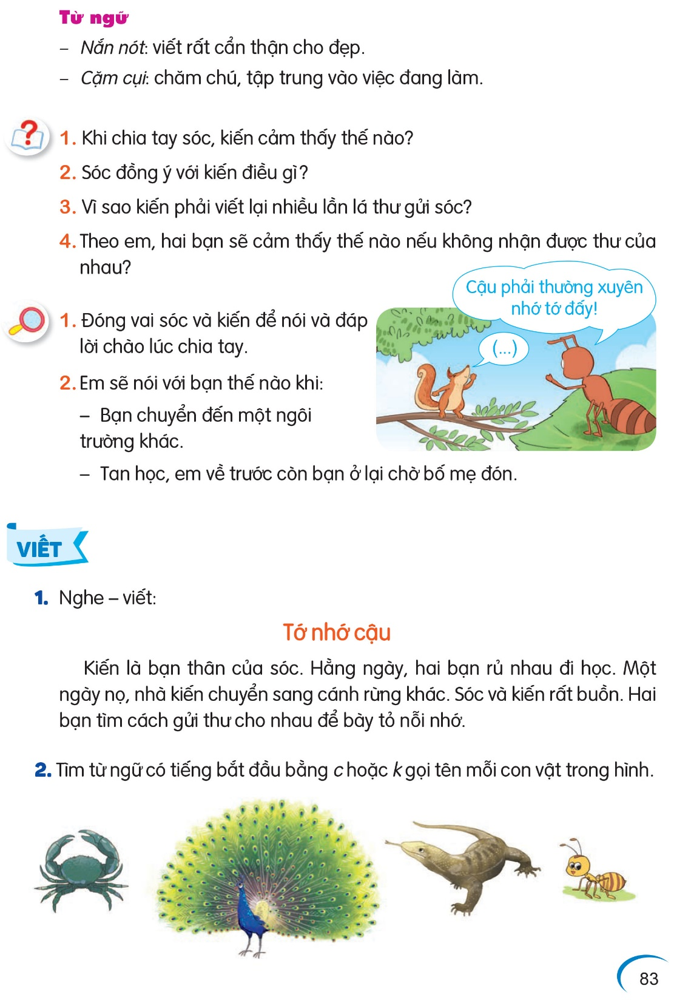 Từ ngữ
– Nắn nót: viết rất cẩn thận cho đẹp.
– Cặm cụi: chăm chú, tập trung vào việc đang làm.
1. Khi chia tay sóc, kiến cảm thấy thế nào?
2. Sóc đồng ý với kiến điều gì?
3. Vì sao kiến phải viết lại nhiều lần lá thư gửi sóc?
4. Theo em, hai bạn sẽ cảm thấy thế nào nếu không nhận được thư của
nhau?
Cậu phải thường xuyên
nhớ tớ đấy!
(...)
1. Đóng vai sóc và kiến để nói và đáp
lời chào lúc chia tay.
2. Em sẽ nói với bạn thế nào khi:
– Bạn chuyển đến một ngôi
trường khác.
– Tan học, em về trước còn bạn ở lại chờ bố mẹ đón.
VIẾT
1. Nghe – viết:
Tớ nhớ cậu
Kiến là bạn thân của sóc. Hằng ngày, hai bạn rủ nhau đi học. Một
ngày nọ, nhà kiến chuyển sang cánh rừng khác. Sóc và kiến rất buồn. Hai
bạn tìm cách gửi thư cho nhau để bày tỏ nỗi nhớ.
2. Tìm từ ngữ có tiếng bắt đầu bằng c hoặc k gọi tên mỗi con vật trong hình.
83